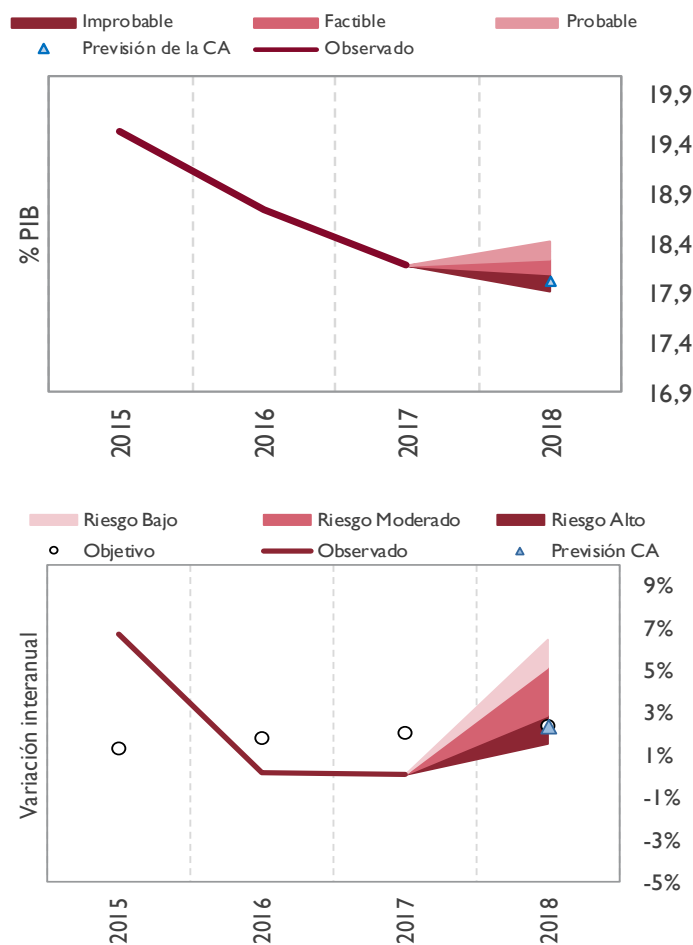 Improbable Factible Probable
Previsión de la CA Observado
% PIB
19,9
19,4
18,9
18,4
17,9
17,4
16,9
2015 2016 2017 2018
Riesgo Bajo Riesgo Moderado Riesgo Alto
Objetivo Observado Previsión CA
Variación interanual
9%
7%
5%
3%
1%
-1%
-3%
-5%
2015 2016 2017 2018